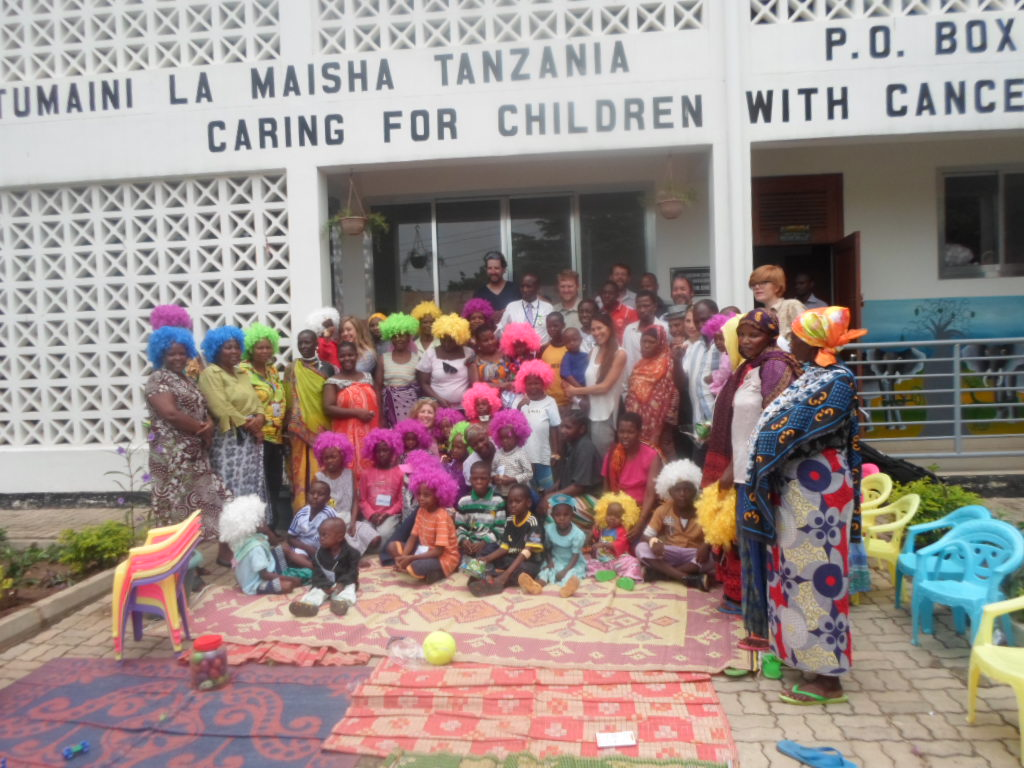 TUMAINI LA MAISHA TANZANIA P.O. BOX
CARING FOR CHILDREN WITH CANCE